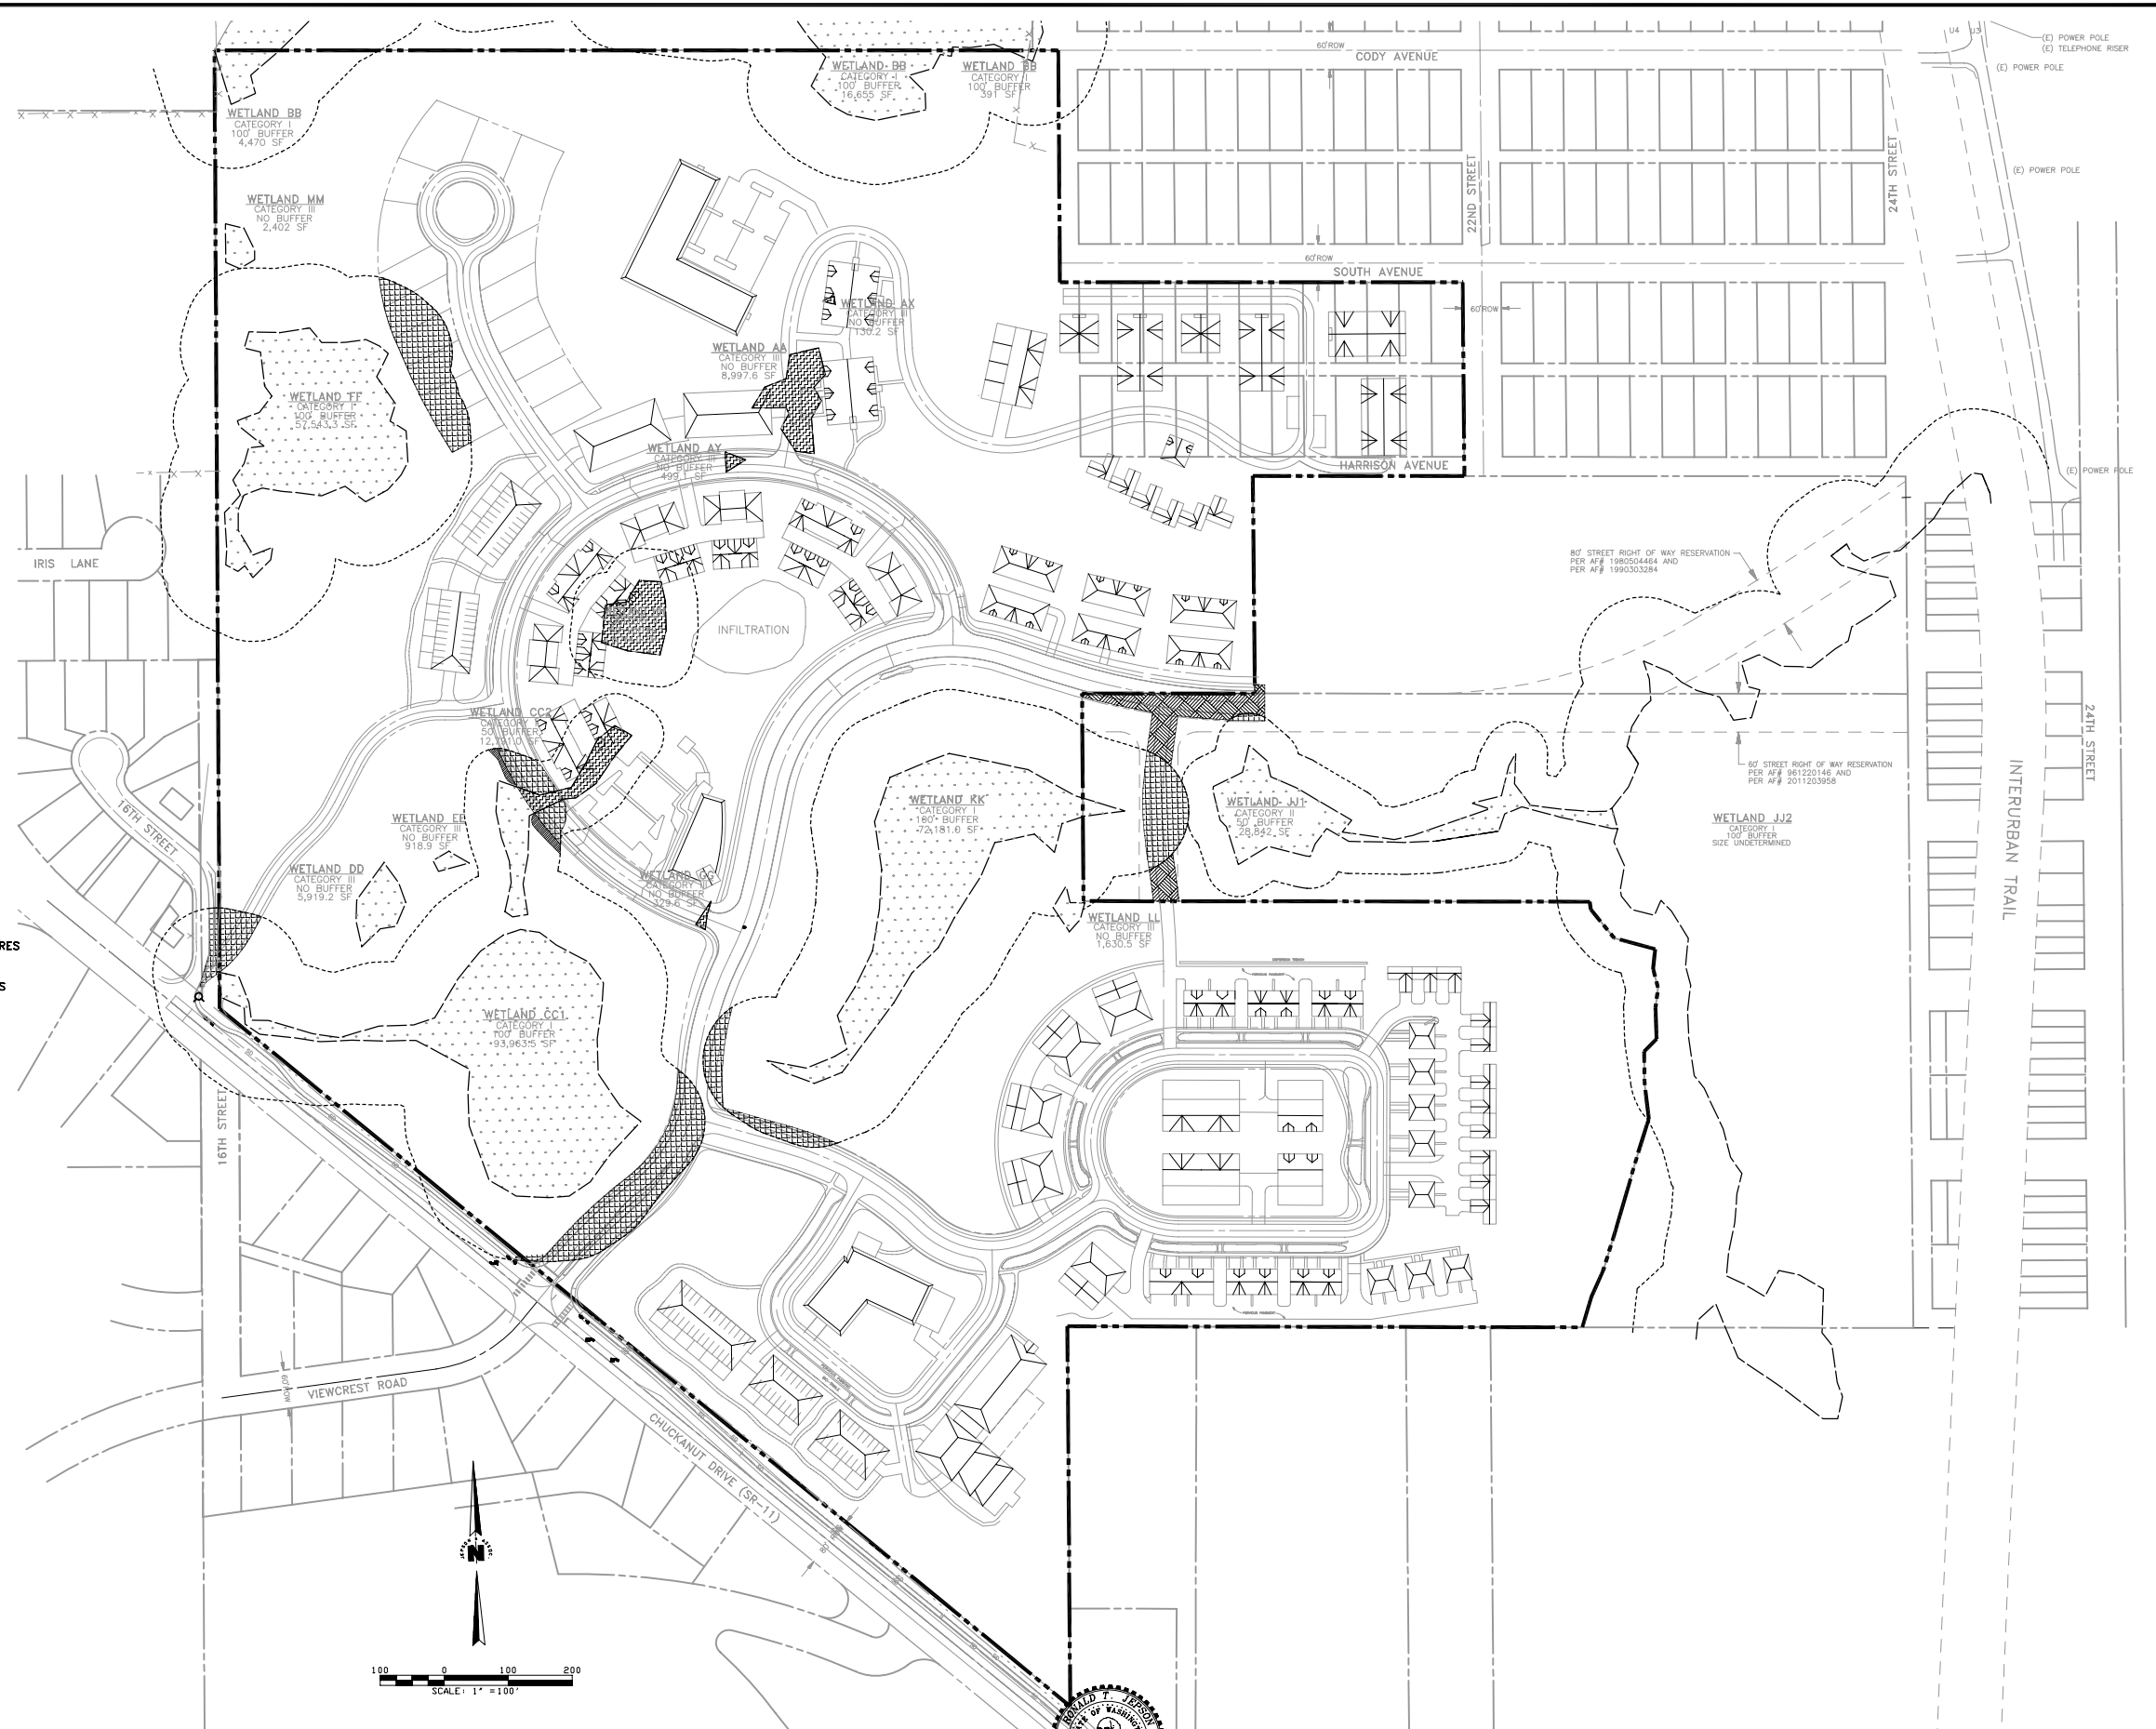 60'ROW
CODY AVENUE
U4 U3
(E) POWER POLE
(E) TELEPHONE RISER
(E) POWER POLE
WETLAND BB
CATEGORY I
100' BUFFER
16,655 SF
WETLAND BB
CATEGORY I
100' BUFFER
391 SF
WETLAND BB
CATEGORY I
100' BUFFER
4,470 SF
22ND STREET
24TH STREET
(E) POWER POLE
WETLAND MM
CATEGORY III
NO BUFFER
2,402 SF
60'ROW
SOUTH AVENUE
WETLAND AX
CATEGORY III
NO BUFFER
130.2 SF
60'ROW
WETLAND AA
CATEGORY III
NO BUFFER
8,997.6 SF
WETLAND FF
CATEGORY I
100' BUFFER
57,543.3 SF
WETLAND AY
CATEGORY III
NO BUFFER
499.1 SF
HARRISON AVENUE
(E) POWER POLE
IRIS LANE
80' STREET RIGHT OF WAY RESERVATION
PER AF# 1980504464 AND
PER AF# 1990303284
INFILTRATION
WETLAND CC2
50' BUFFER
24TH STREET
60' STREET RIGHT OF WAY RESERVATION
PER AF# 961220146 AND
PER AF# 2011203958
INTERURBAN TRAIL
16TH STREET
WETLAND EE
CATEGORY III
NO BUFFER
918.9 SF
WETLAND KK
CATEGORY I
100' BUFFER
72,181.0 SF
WETLAND JJ1
CATEGORY II
50' BUFFER
28,842 SF
WETLAND JJ2
CATEGORY I
100' BUFFER
SIZE UNDETERMINED
WETLAND DD
CATEGORY III
NO BUFFER
5,919.2 SF
WETLAND GG
CATEGORY III
NO BUFFER
329.6 SF
WETLAND LL
CATEGORY III
NO BUFFER
1,630.5 SF
RES
S
WETLAND CC1
CATEGORY I
100' BUFFER
93,963.5 SF
16TH STREET
60'ROW
VIEWCREST ROAD
CHUCKANUT DRIVE (SR-11)
N
100 0 100 200
SCALE: 1" =100'
RONALD T. JEPSON